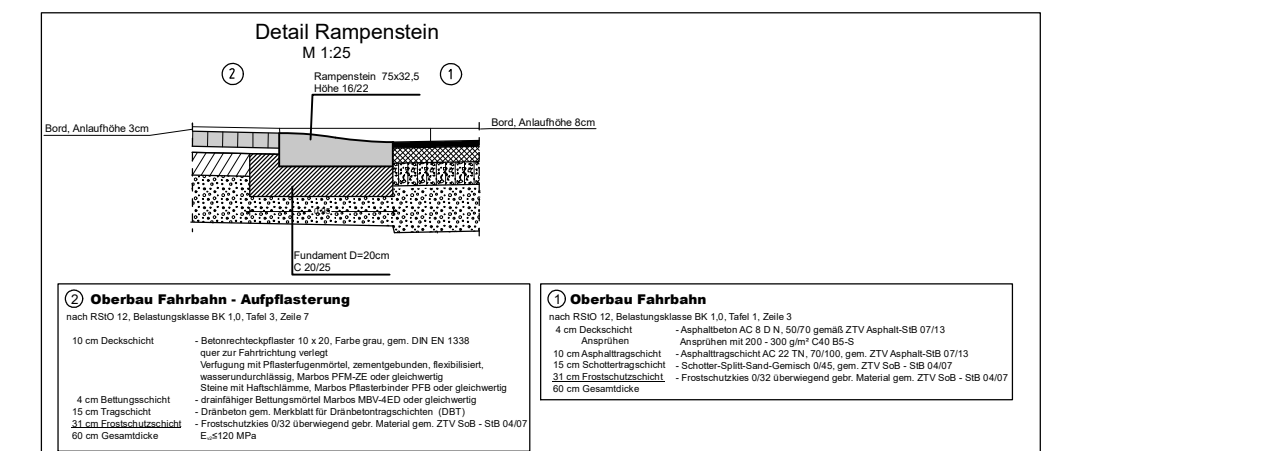 Detail Rampenstein
M 1:25
2
1
Rampenstein 75x32,5
Höhe 16/22
Bord, Anlaufhöhe 3cm
Bord, Anlaufhöhe 8cm
Fundament D=20cm
C 20/25
2 Oberbau Fahrbahn - Aufpflasterung
nach RStO 12, Belastungsklasse BK 1,0, Tafel 3, Zeile 7
10 cm Deckschicht - Betonrechteckpflaster 10 x 20, Farbe grau, gem. DIN EN 1338
quer zur Fahrtrichtung verlegt
Verfugung mit Pflasterfugenmörtel, zementgebunden, flexibilisiert,
wasserundurchlässig, Marbos PFM-ZE oder gleichwertig
Steine mit Haftschlämme, Marbos Pflasterbinder PFB oder gleichwertig
4 cm Bettungsschicht - drainfähiger Bettungsmörtel Marbos MBV-4ED oder gleichwertig
15 cm Tragschicht - Dränbeton gem. Merkblatt für Dränbetontragschichten (DBT)
31 cm Frostschutzschicht - Frostschutzkies 0/32 überwiegend gebr. Material gem. ZTV SoB - StB 04/07
60 cm Gesamtdicke Eᵥ₂≤120 MPa
1 Oberbau Fahrbahn
nach RStO 12, Belastungsklasse BK 1,0, Tafel 1, Zeile 3
4 cm Deckschicht - Asphaltbeton AC 8 D N, 50/70 gemäß ZTV Asphalt-StB 07/13
Ansprühen Ansprühen mit 200 - 300 g/m² C40 B5-S
10 cm Asphalttragschicht - Asphalttragschicht AC 22 TN, 70/100, gem. ZTV Asphalt-StB 07/13
15 cm Schottertragschicht - Schotter-Splitt-Sand-Gemisch 0/45, gem. ZTV SoB - StB 04/07
31 cm Frostschutzschicht - Frostschutzkies 0/32 überwiegend gebr. Material gem. ZTV SoB - StB 04/07
60 cm Gesamtdicke